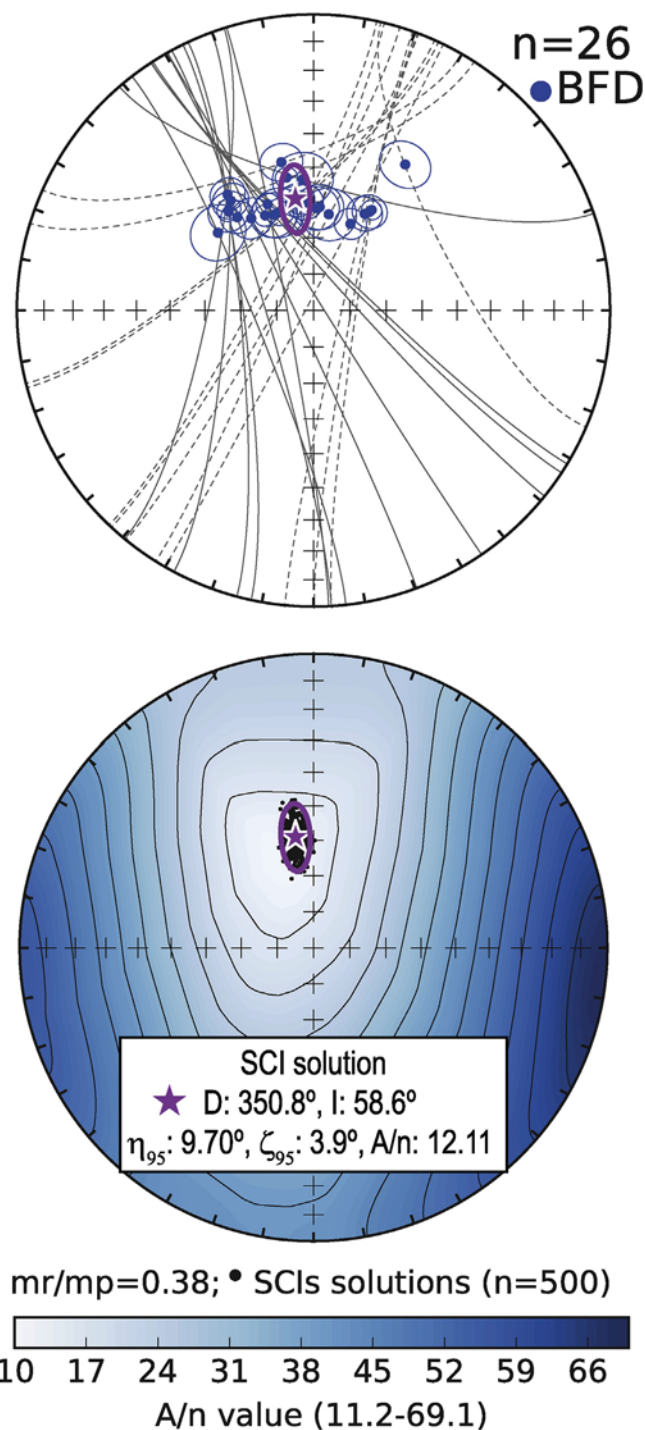 n=26
BFD
SCI solution
D: 350.8º, I: 58.6º
η95: 9.70º, ζ95: 3.9º, A/n: 12.11
mr/mp=0.38; • SCIs solutions (n=500)
10 17 24 31 38 45 52 59 66
A/n value (11.2-69.1)